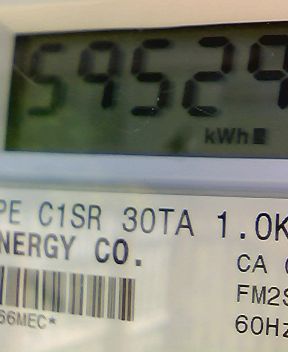 59529
kWh
PE C1SR 30TA 1.0K
NERGY CO.
CA
FM2S
66MEC*
60Hz